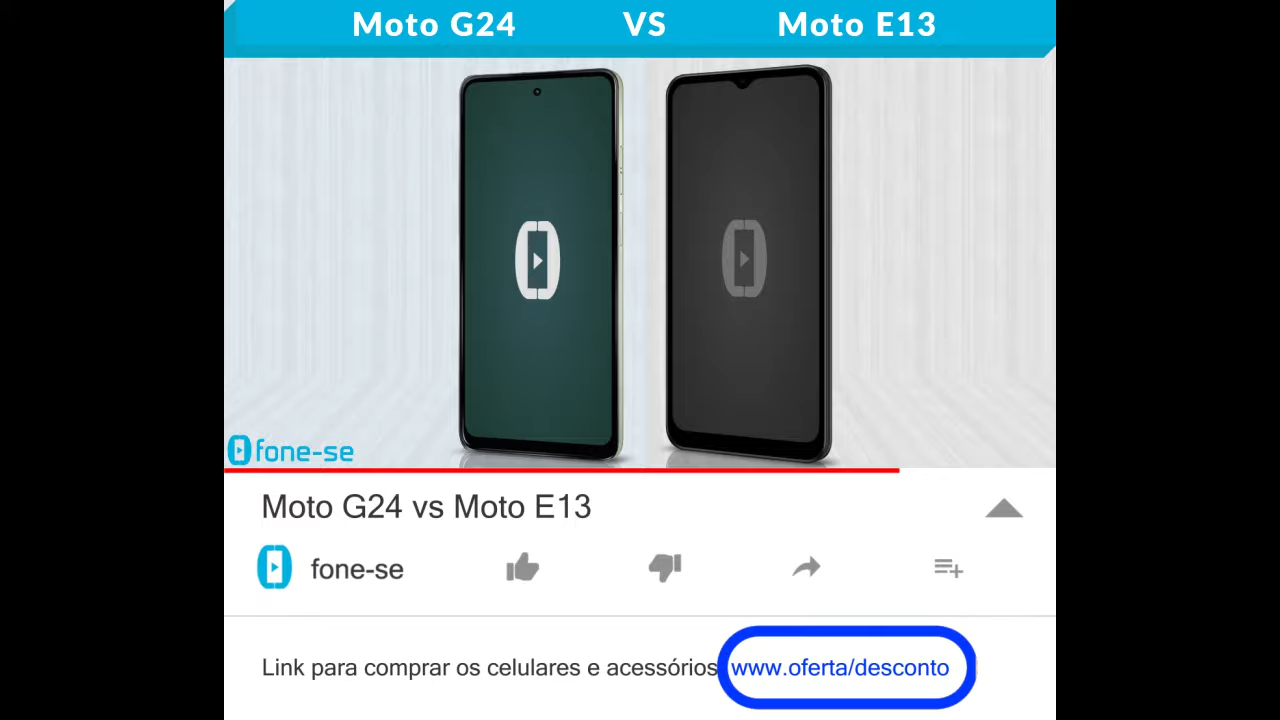 Moto G24 VS Moto E13
fone-se
Moto G24 vs Moto E13
fone-se
Link para comprar os celulares e acessórios www.oferta/desconto